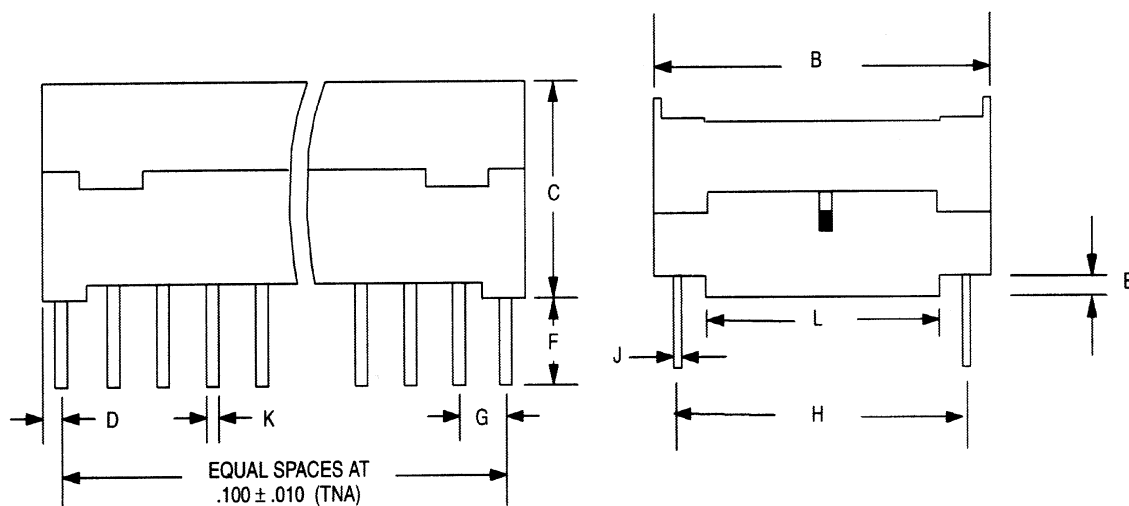 B
C
E
F
L
J
D
K
G
H
EQUAL SPACES AT
.100 ± .010 (TNA)